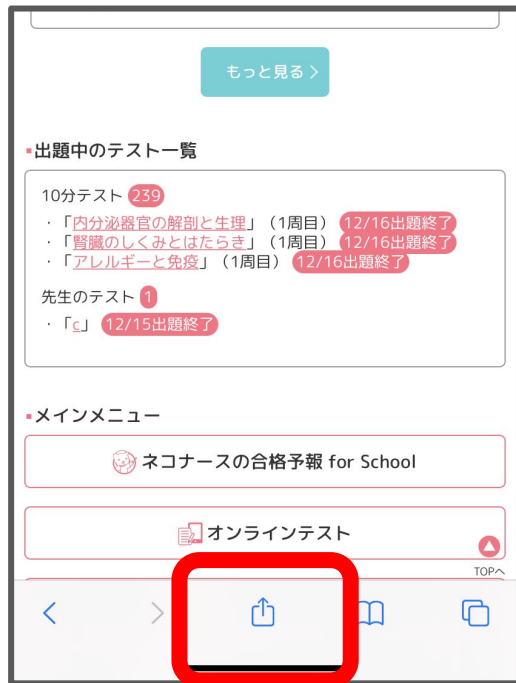 もっと見る >
出題中のテスト一覧
10分テスト 239
・「内分泌器官の解剖と生理」（1周目） 12/16出題終了
・「腎臓のしくみとはたらき」（1周目） 12/16出題終了
・「アレルギーと免疫」（1周目） 12/16出題終了
先生のテスト 1
・「c」 12/15出題終了
メインメニュー
ネコナースの合格予報 for School
オンラインテスト
TOPへ